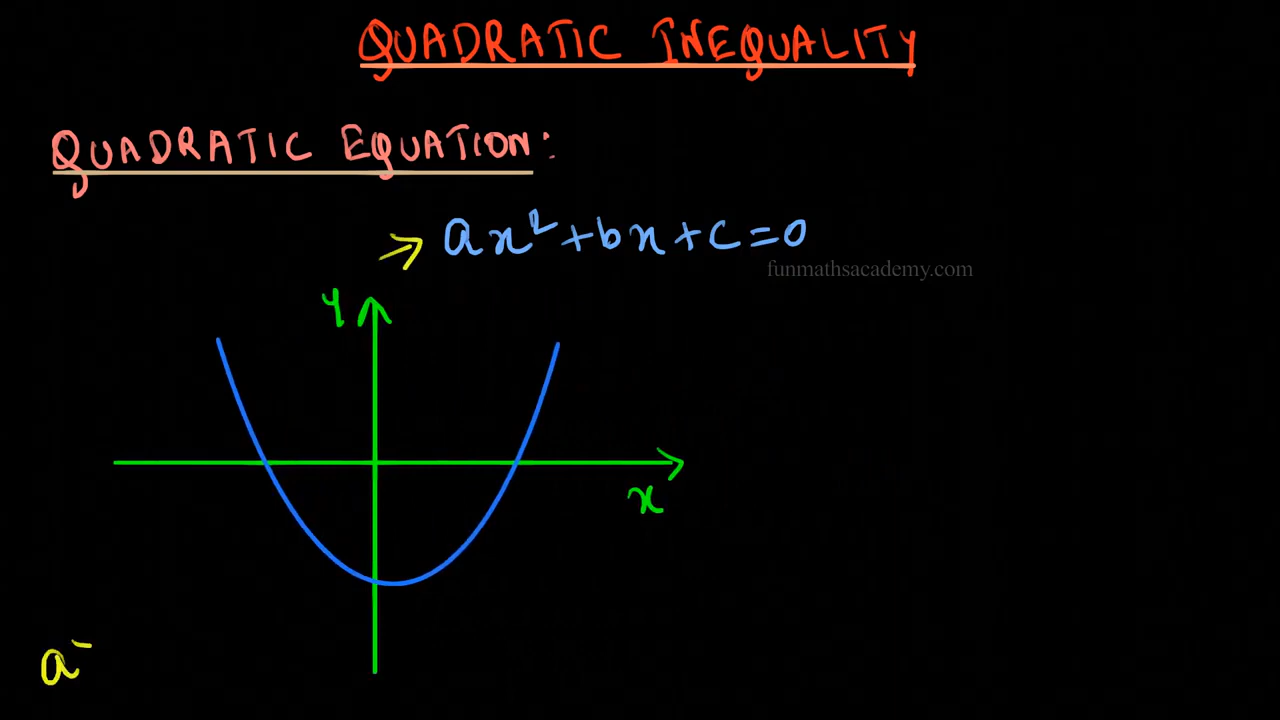 QUADRATIC INEQUALITY
QUADRATIC EQUATION:
⇒ ax²+bx+c=0
funmathsacademy.com
y
x
a